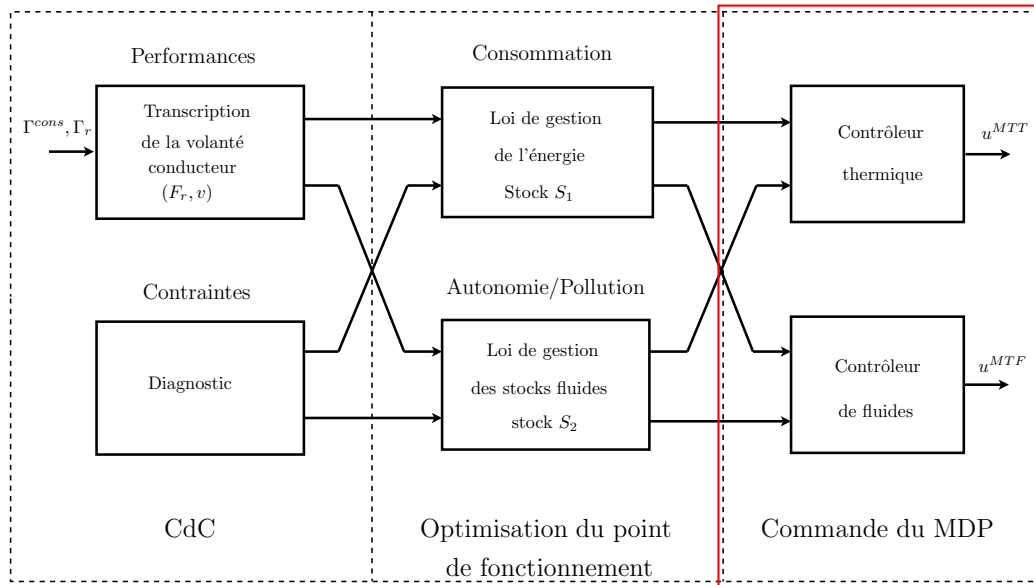 Performances
Γ^{cons}, Γ_r
Transcription
de la volanté
conducteur
(F_r, v)
Contraintes
Diagnostic
CdC
Consommation
Loi de gestion
de l'énergie
Stock S_1
Autonomie/Pollution
Loi de gestion
des stocks fluides
stock S_2
Optimisation du point
de fonctionnement
Contrôleur
thermique
u^{MTT}
Contrôleur
de fluides
u^{MTF}
Commande du MDP